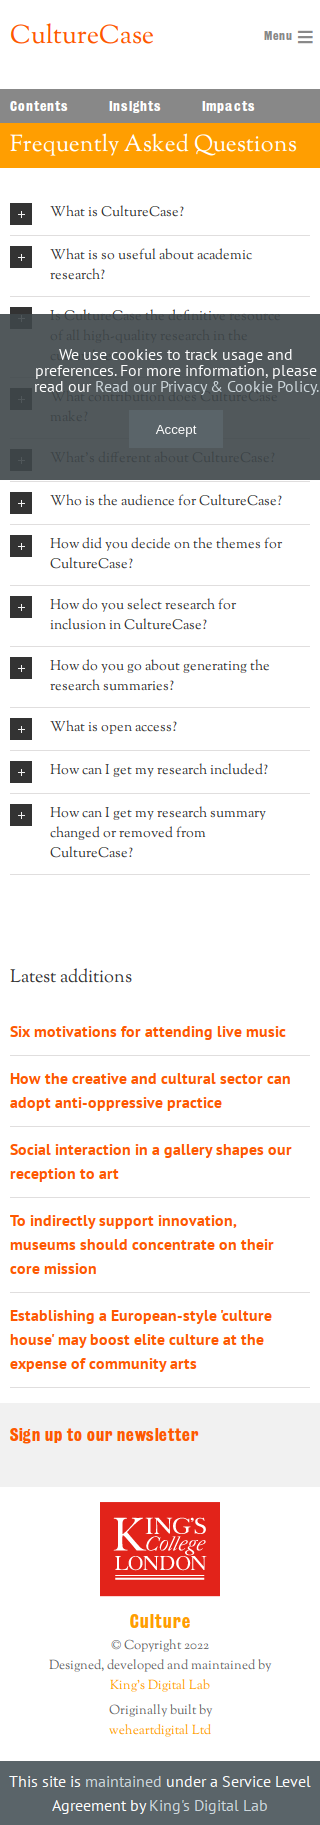 CultureCase
Menu
Contents Insights Impacts
Frequently Asked Questions
What is CultureCase?
What is so useful about academic
research?
Is CultureCase the definitive resource
of all high-quality research in the
We use cookies to track usage and
preferences. For more information, please
read our Read our Privacy & Cookie Policy.
What contribution does CultureCase
make?
Accept
What's different about CultureCase?
Who is the audience for CultureCase?
How did you decide on the themes for
CultureCase?
How do you select research for
inclusion in CultureCase?
How do you go about generating the
research summaries?
What is open access?
How can I get my research included?
How can I get my research summary
changed or removed from
CultureCase?
Latest additions
Six motivations for attending live music
How the creative and cultural sector can
adopt anti-oppressive practice
Social interaction in a gallery shapes our
reception to art
To indirectly support innovation,
museums should concentrate on their
core mission
Establishing a European-style 'culture
house' may boost elite culture at the
expense of community arts
Sign up to our newsletter
KING'S
College
LONDON
Culture
© Copyright 2022
Designed, developed and maintained by
King's Digital Lab
Originally built by
weheartdigital Ltd
This site is maintained under a Service Level
Agreement by King's Digital Lab